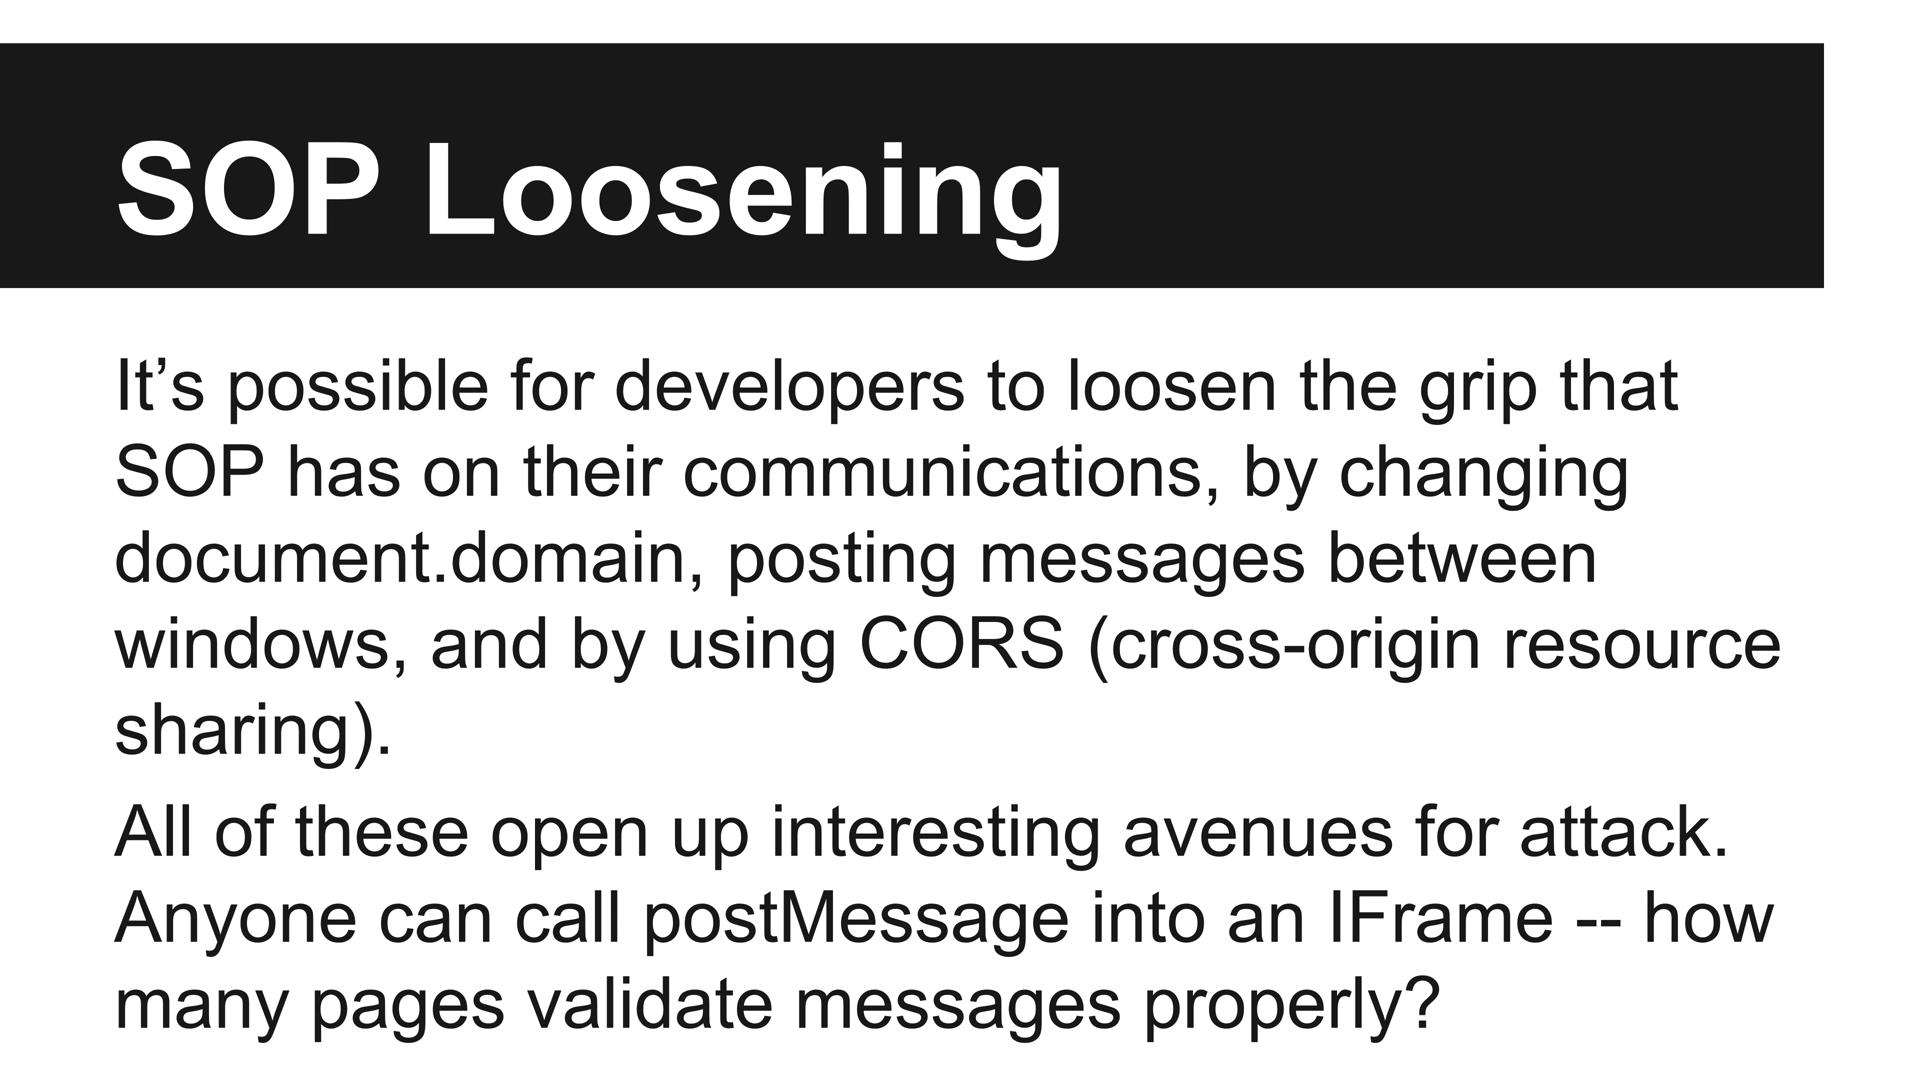 SOP Loosening
It’s possible for developers to loosen the grip that
SOP has on their communications, by changing
document.domain, posting messages between
windows, and by using CORS (cross-origin resource
sharing).
All of these open up interesting avenues for attack.
Anyone can call postMessage into an IFrame -- how
many pages validate messages properly?